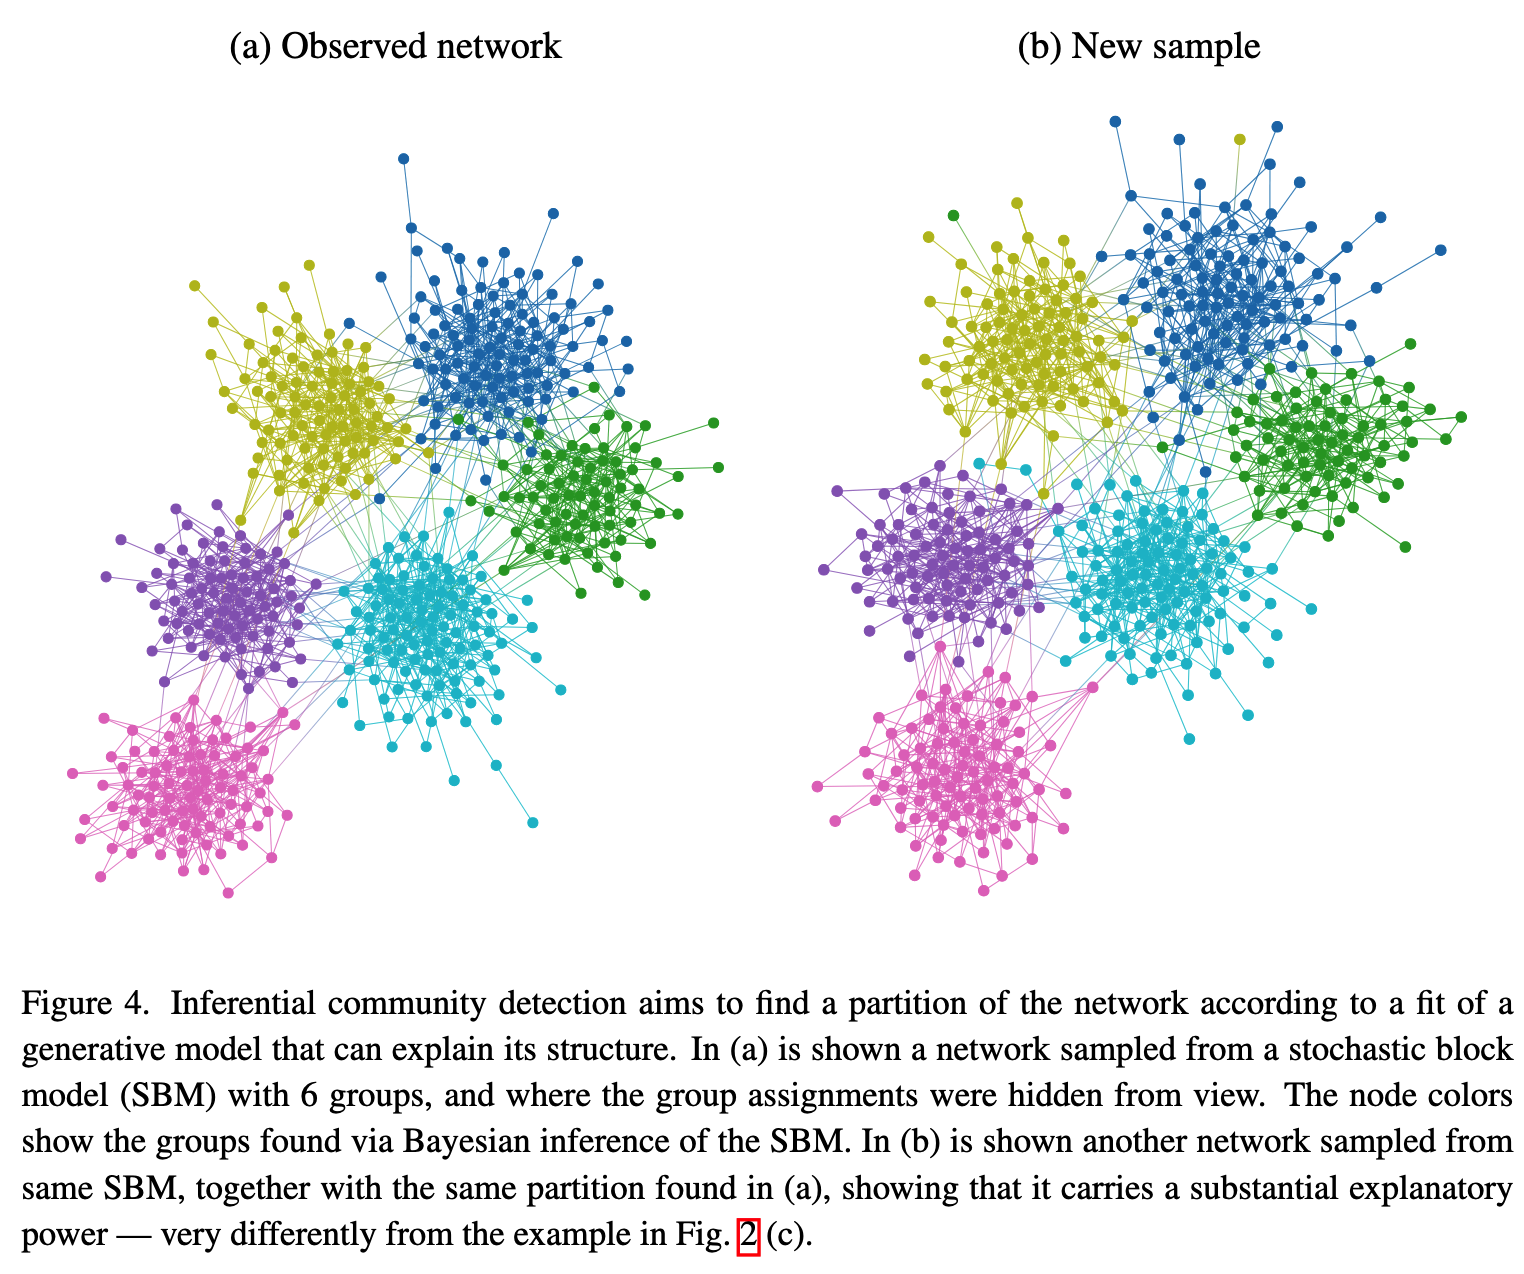 (a) Observed network
(b) New sample
Figure 4. Inferential community detection aims to find a partition of the network according to a fit of a
generative model that can explain its structure. In (a) is shown a network sampled from a stochastic block
model (SBM) with 6 groups, and where the group assignments were hidden from view. The node colors
show the groups found via Bayesian inference of the SBM. In (b) is shown another network sampled from
same SBM, together with the same partition found in (a), showing that it carries a substantial explanatory
power — very differently from the example in Fig. 2 (c).